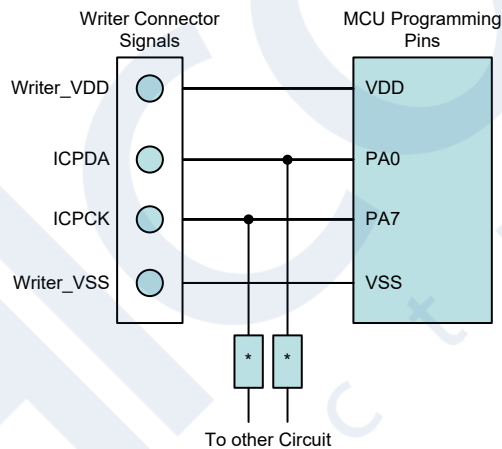 Writer Connector
Signals
MCU Programming
Pins
Writer_VDD
VDD
ICPDA
PA0
ICPCK
PA7
Writer_VSS
VSS
*
*
To other Circuit